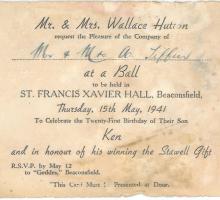 Mr. & Mrs. Wallace Hutton
request the Pleasure of the Company of
Mr & Mrs A.
at a Ball
to be held in
ST. FRANCIS XAVIER HALL, Beaconsfield,
Thursday, 15th May, 1941
To Celebrate the Twenty-First Birthday of Their Son
Ken
and in honour of his winning the Stawell Gift
R.S.V.P. by May 12
to "Geddes," Beaconsfield.
"This Card Must Presented at Door.